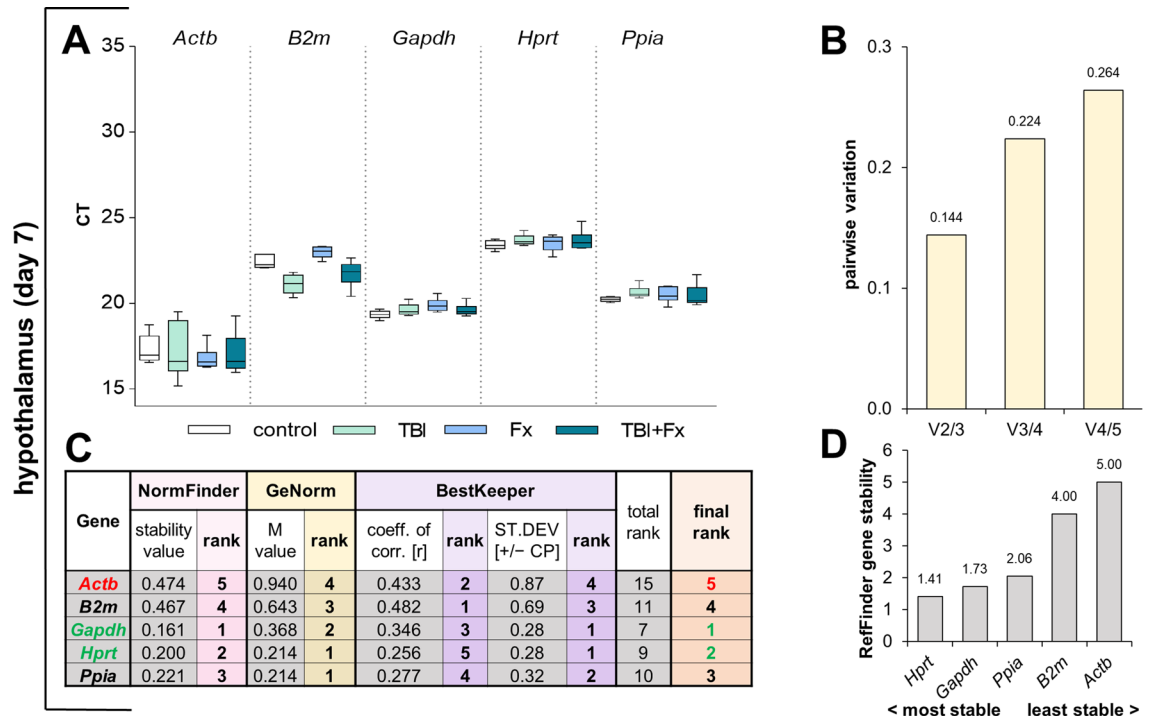 hypothalamus (day 7)
A
Actb B2m Gapdh Hprt Ppia
35
30
25
20
15
CT
control TBI Fx TBI+Fx
B
0.3
0.2
0.1
0.0
pairwise variation
0.144
0.224
0.264
V2/3 V3/4 V4/5
C
Gene NormFinder GeNorm BestKeeper total rank final rank
stability value rank M value rank coeff. of corr. [r] rank ST.DEV [+/− CP] rank
Actb 0.474 5 0.940 4 0.433 2 0.87 4 15 5
B2m 0.467 4 0.643 3 0.482 1 0.69 3 11 4
Gapdh 0.161 1 0.368 2 0.346 3 0.28 1 7 1
Hprt 0.200 2 0.214 1 0.256 5 0.28 1 9 2
Ppia 0.221 3 0.214 1 0.277 4 0.32 2 10 3
D
6
5
4
3
2
1
0
RefFinder gene stability
1.41
1.73
2.06
4.00
5.00
Hprt Gapdh Ppia B2m Actb
< most stable least stable >